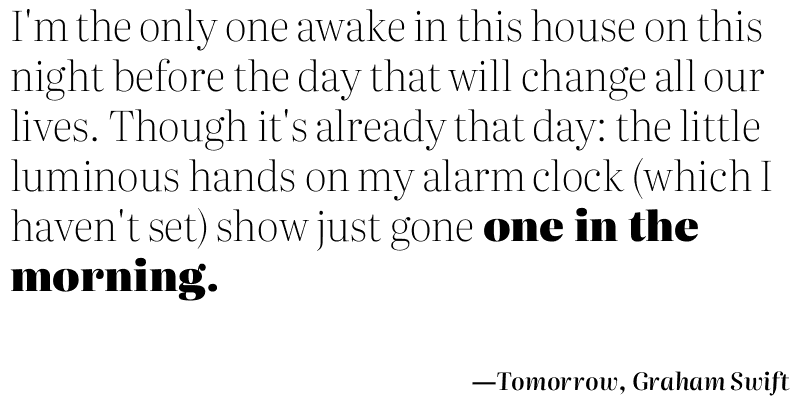 I'm the only one awake in this house on this
night before the day that will change all our
lives. Though it's already that day: the little
luminous hands on my alarm clock (which I
haven't set) show just gone one in the
morning.
—Tomorrow, Graham Swift